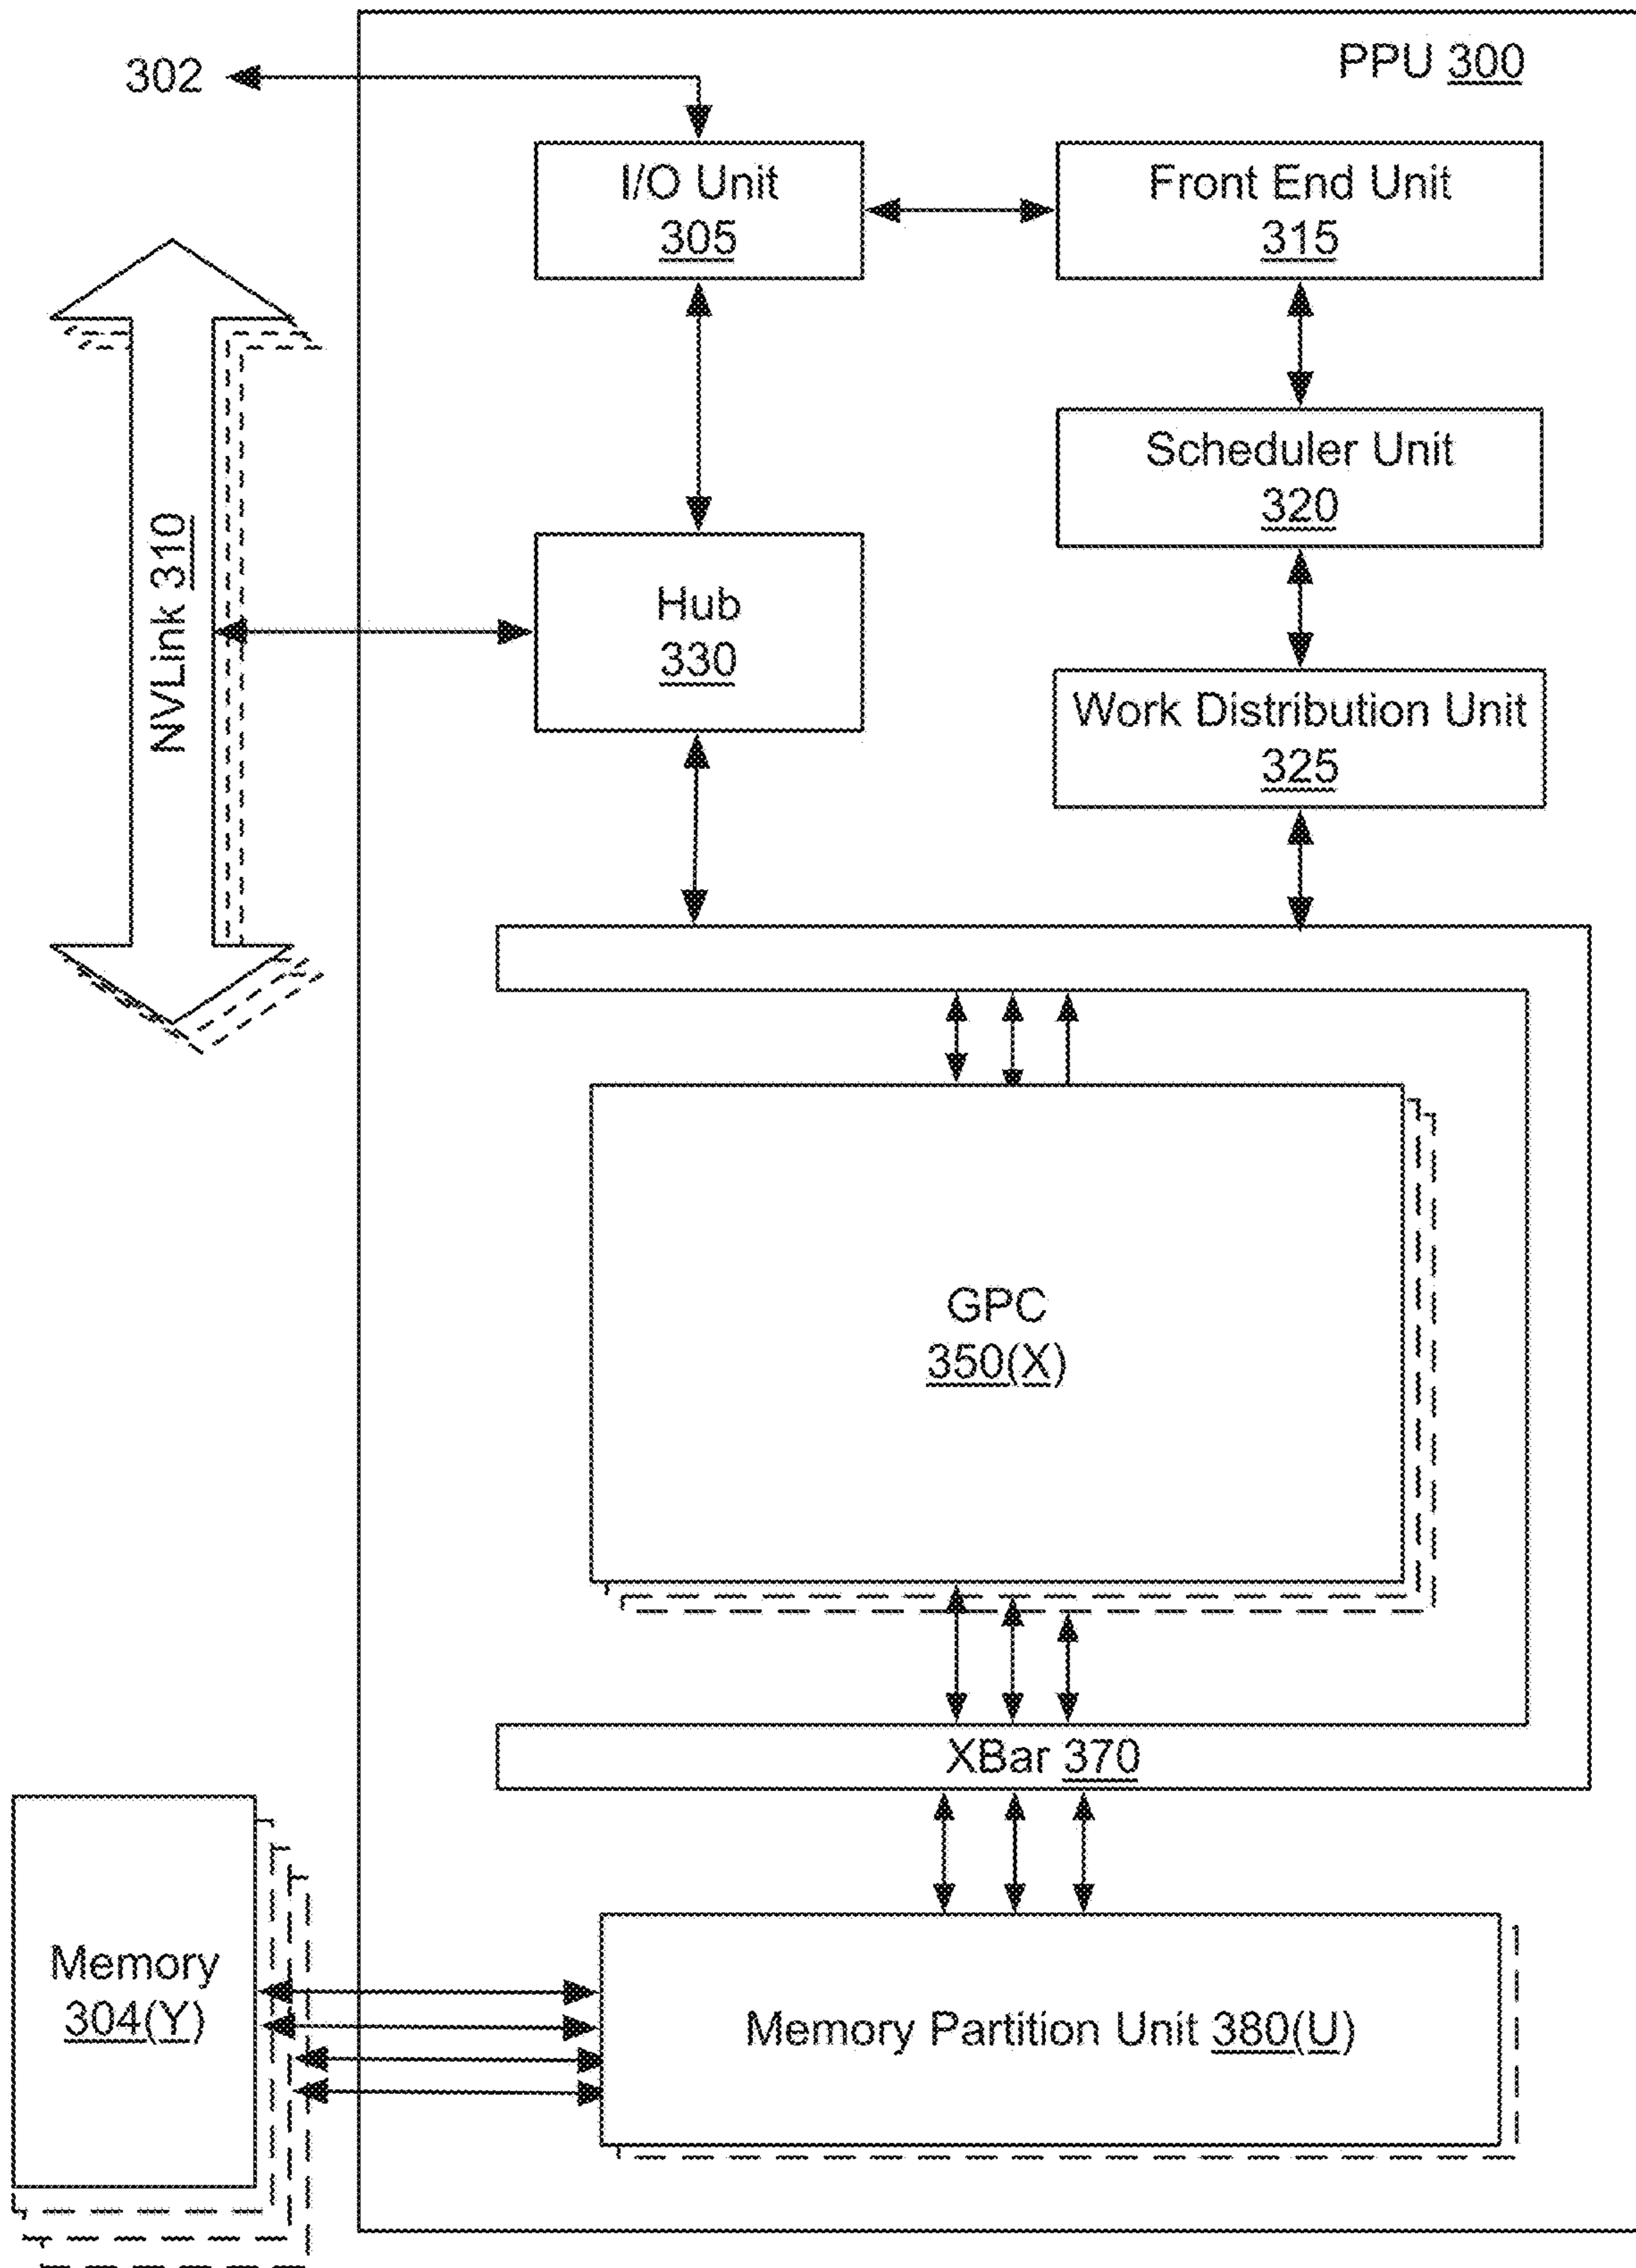 PPU 300
302
I/O Unit
305
Front End Unit
315
Scheduler Unit
320
NVLink 310
Hub
330
Work Distribution Unit
325
GPC
350(X)
XBar 370
Memory
304(Y)
Memory Partition Unit 380(U)